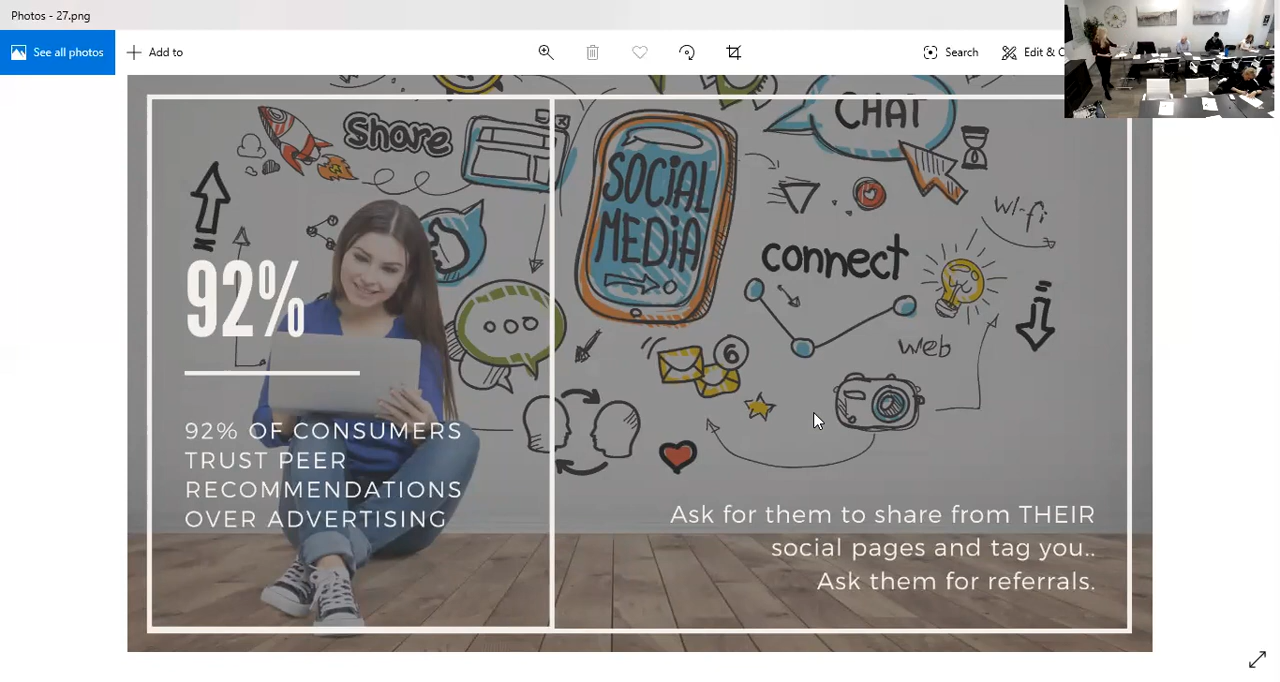 Photos - 27.png
See all photos
Add to
Search
Edit & C
share
SOCIAL
MEDIA
CHAT
wi-fi
connect
web
6
92%
92% OF CONSUMERS
TRUST PEER
RECOMMENDATIONS
OVER ADVERTISING
Ask for them to share from THEIR
social pages and tag you..
Ask them for referrals.